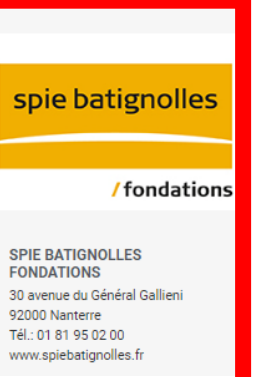 spie batignolles
/fondations
SPIE BATIGNOLLES
FONDATIONS
30 avenue du Général Gallieni
92000 Nanterre
Tél.: 01 81 95 02 00
www.spiebatignolles.fr